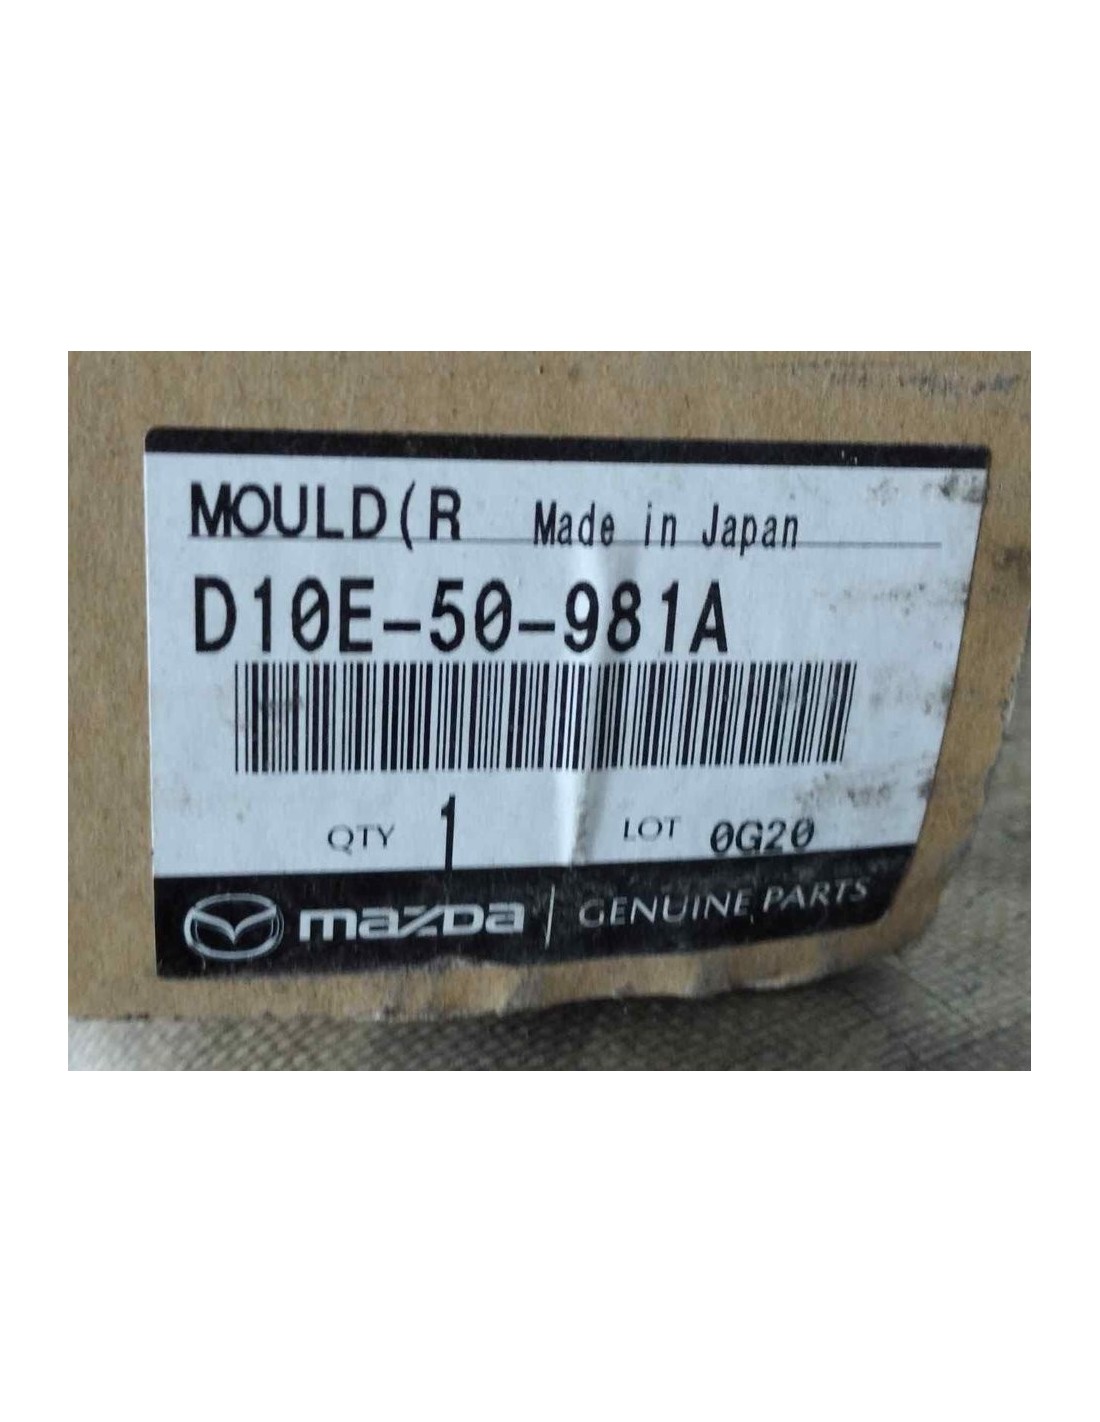 MOULD(R Made in Japan
D10E-50-981A
QTY 1 LOT 0G20
mazda | GENUINE PARTS